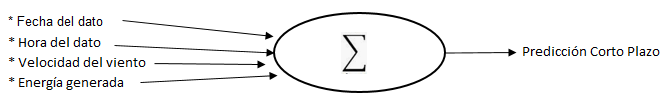 * Fecha del dato
* Hora del dato
* Velocidad del viento
* Energía generada
∑
Predicción Corto Plazo